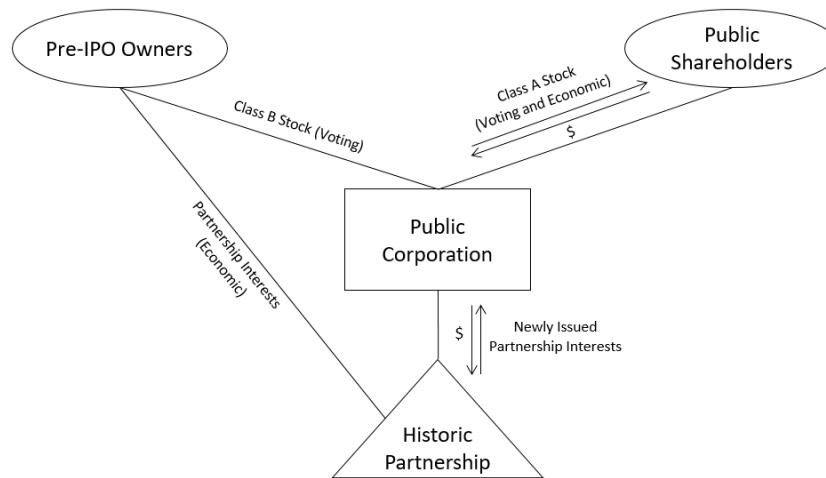 Pre-IPO Owners
Public
Shareholders
Class B Stock (Voting)
Class A Stock
(Voting and Economic)
$
Partnership Interests
(Economic)
Public
Corporation
$
Newly Issued
Partnership Interests
Historic
Partnership